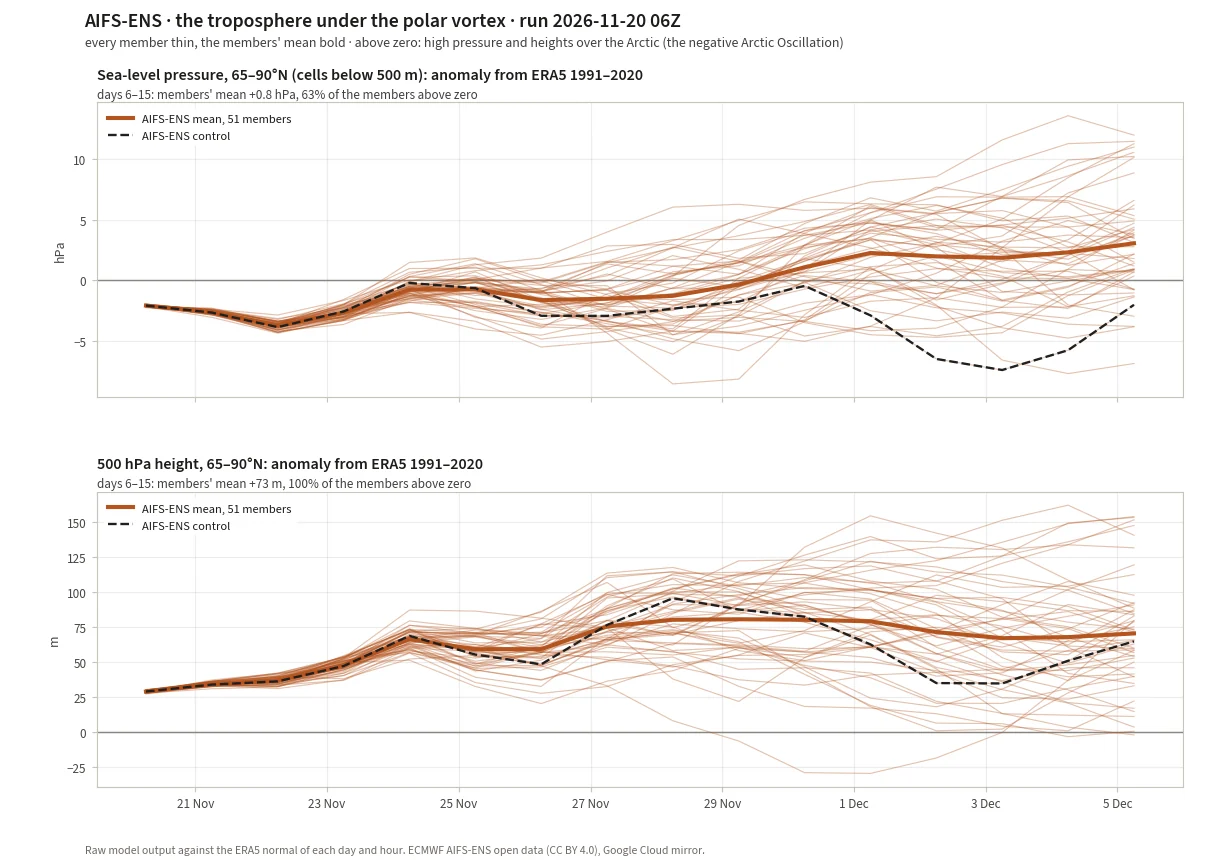 AIFS-ENS · the troposphere under the polar vortex · run 2026-11-20 06Z
every member thin, the members' mean bold · above zero: high pressure and heights over the Arctic (the negative Arctic Oscillation)
Sea-level pressure, 65–90°N (cells below 500 m): anomaly from ERA5 1991–2020
days 6–15: members' mean +0.8 hPa, 63% of the members above zero
AIFS-ENS mean, 51 members
AIFS-ENS control
10
5
0
−5
hPa
500 hPa height, 65–90°N: anomaly from ERA5 1991–2020
days 6–15: members' mean +73 m, 100% of the members above zero
AIFS-ENS mean, 51 members
AIFS-ENS control
150
125
100
75
50
25
0
−25
m
21 Nov 23 Nov 25 Nov 27 Nov 29 Nov 1 Dec 3 Dec 5 Dec
Raw model output against the ERA5 normal of each day and hour. ECMWF AIFS-ENS open data (CC BY 4.0), Google Cloud mirror.